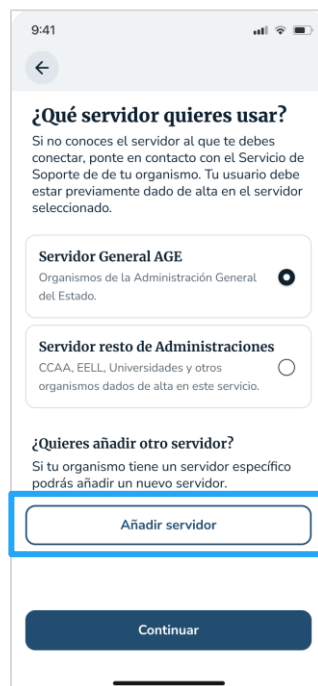 9:41
¿Qué servidor quieres usar?
Si no conoces el servidor al que te debes
conectar, ponte en contacto con el Servicio de
Soporte de de tu organismo. Tu usuario debe
estar previamente dado de alta en el servidor
seleccionado.
Servidor General AGE
Organismos de la Administración General
del Estado.
Servidor resto de Administraciones
CCAA, EELL, Universidades y otros
organismos dados de alta en este servicio.
¿Quieres añadir otro servidor?
Si tu organismo tiene un servidor específico
podrás añadir un nuevo servidor.
Añadir servidor
Continuar